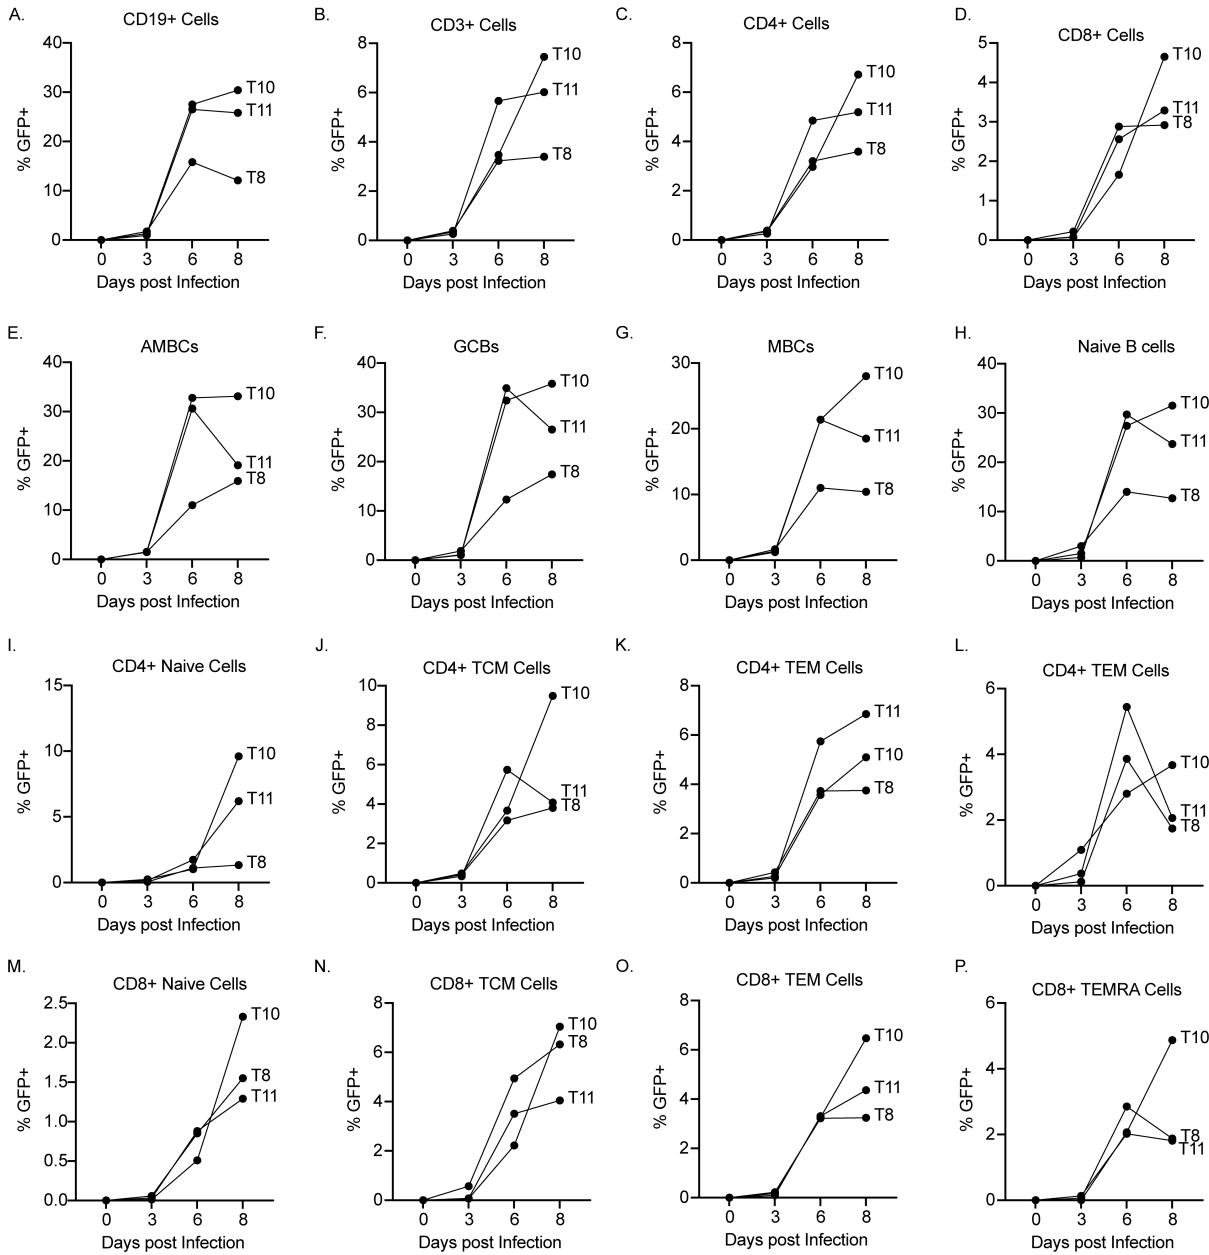 A.
CD19+ Cells
40
30
20
10
0
% GFP+
T10
T11
T8
0 3 6 8
Days post Infection
B.
CD3+ Cells
8
6
4
2
0
% GFP+
T10
T11
T8
0 3 6 8
Days post Infection
C.
CD4+ Cells
8
6
4
2
0
% GFP+
T10
T11
T8
0 3 6 8
Days post Infection
D.
CD8+ Cells
5
4
3
2
1
0
% GFP+
T10
T11
T8
0 3 6 8
Days post Infection
E.
AMBCs
40
30
20
10
0
% GFP+
T10
T11
T8
0 3 6 8
Days post Infection
F.
GCBs
40
30
20
10
0
% GFP+
T10
T11
T8
0 3 6 8
Days post Infection
G.
MBCs
30
20
10
0
% GFP+
T10
T11
T8
0 3 6 8
Days post Infection
H.
Naive B cells
40
30
20
10
0
% GFP+
T10
T11
T8
0 3 6 8
Days post Infection
I.
CD4+ Naive Cells
15
10
5
0
% GFP+
T10
T11
T8
0 3 6 8
Days post Infection
J.
CD4+ TCM Cells
10
8
6
4
2
0
% GFP+
T10
T11
T8
0 3 6 8
Days post Infection
K.
CD4+ TEM Cells
8
6
4
2
0
% GFP+
T11
T10
T8
0 3 6 8
Days post Infection
L.
CD4+ TEM Cells
6
4
2
0
% GFP+
T10
T11
T8
0 3 6 8
Days post Infection
M.
CD8+ Naive Cells
2.5
2.0
1.5
1.0
0.5
0.0
% GFP+
T10
T8
T11
0 3 6 8
Days post Infection
N.
CD8+ TCM Cells
8
6
4
2
0
% GFP+
T10
T8
T11
0 3 6 8
Days post Infection
O.
CD8+ TEM Cells
8
6
4
2
0
% GFP+
T10
T11
T8
0 3 6 8
Days post Infection
P.
CD8+ TEMRA Cells
6
4
2
0
% GFP+
T10
T8
T11
0 3 6 8
Days post Infection